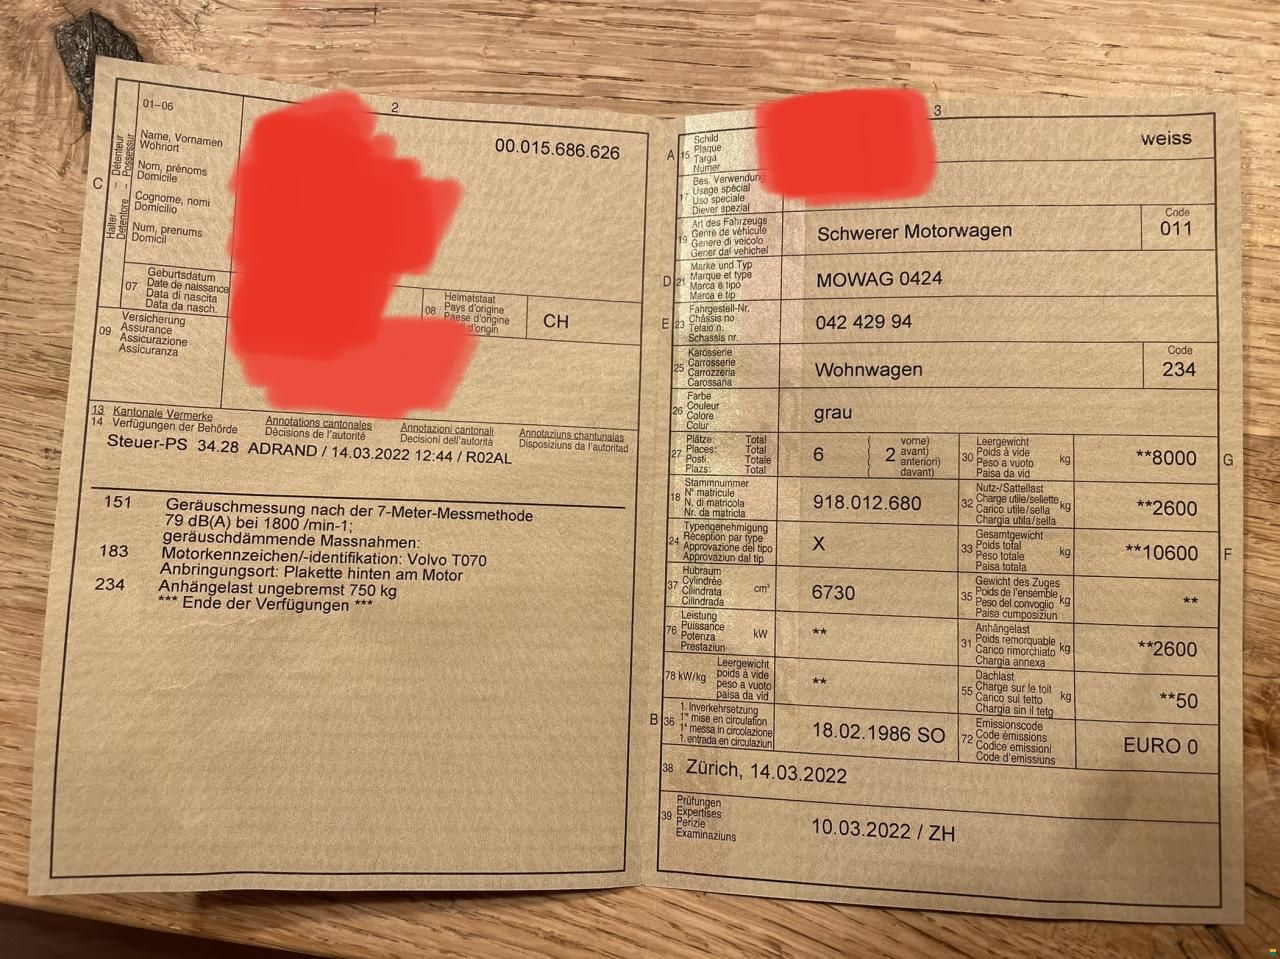 2
01–06
C
Halter – Détenteur
Detentore – Possessur
Name, Vornamen
Wohnort
Nom, prénoms
Domicile
Cognome, nomi
Domicilio
Num, prenums
Domicil
00.015.686.626
07
Geburtsdatum
Date de naissance
Data di nascita
Data da nasch.
08
Heimatstaat
Pays d'origine
Paese d'origine
d'origin
CH
09
Versicherung
Assurance
Assicurazione
Assicuranza
13 Kantonale Vermerke Annotations cantonales Annotazioni cantonali Annotaziuns chantunalas
14 Verfügungen der Behörde Décisions de l'autorité Decisioni dell'autorità Disposiziuns da l'autoritad
Steuer-PS 34.28 ADRAND / 14.03.2022 12:44 / R02AL
151 Geräuschmessung nach der 7-Meter-Messmethode
79 dB(A) bei 1800 /min-1;
geräuschdämmende Massnahmen:
183 Motorkennzeichen/-identifikation: Volvo T070
Anbringungsort: Plakette hinten am Motor
234 Anhängelast ungebremst 750 kg
*** Ende der Verfügungen ***
3
A 15
Schild
Plaque
Targa
Numer
weiss
17
Bes. Verwendung
Usage spécial
Uso speciale
Diever spezial
19
Art des Fahrzeugs
Genre de véhicule
Genere di veicolo
Gener dal vehichel
Schwerer Motorwagen
Code
011
D 21
Marke und Typ
Marque et type
Marca e tipo
Marca e tip
MOWAG 0424
E 23
Fahrgestell-Nr.
Châssis no
Telaio n.
Schassis nr.
042 429 94
25
Karosserie
Carrosserie
Carrozzeria
Carossaria
Wohnwagen
Code
234
26
Farbe
Couleur
Colore
Colur
grau
27
Plätze: Total
Places: Total
Posti: Totale
Plazs: Total
6
2
vorne)
avant)
anteriori)
davant)
30
Leergewicht
Poids à vide
Peso a vuoto
Paisa da vid
kg
**8000
G
18
Stammnummer
N° matricule
N. di matricola
Nr. da matricla
918.012.680
32
Nutz-/Sattellast
Charge utile/sellette
Carico utile/sella
Chargia utila/sella
kg
**2600
24
Typengenehmigung
Réception par type
Approvazione del tipo
Approvaziun dal tip
X
33
Gesamtgewicht
Poids total
Peso totale
Paisa totala
kg
**10600
F
37
Hubraum
Cylindrée
Cilindrata
Cilindrada
cm³
6730
35
Gewicht des Zuges
Poids de l'ensemble
Peso del convoglio
Paisa cumposiziun
kg
**
76
Leistung
Puissance
Potenza
Prestaziun
kW
**
31
Anhängelast
Poids remorquable
Carico rimorchiato
Chargia annexa
kg
**2600
78 kW/kg
Leergewicht
poids à vide
peso a vuoto
paisa da vid
**
55
Dachlast
Charge sur le toit
Carico sul tetto
Chargia sin il tetg
kg
**50
B 36
1. Inverkehrsetzung
1re mise en circulation
1a messa in circolazione
1. entrada en circulaziun
18.02.1986 SO
72
Emissionscode
Code émissions
Codice emissioni
Code d'emissiuns
EURO 0
38 Zürich, 14.03.2022
39
Prüfungen
Expertises
Perizie
Examinaziuns
10.03.2022 / ZH